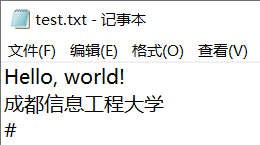 test.txt - 记事本
文件(F) 编辑(E) 格式(O) 查看(V)
Hello, world!
成都信息工程大学
#